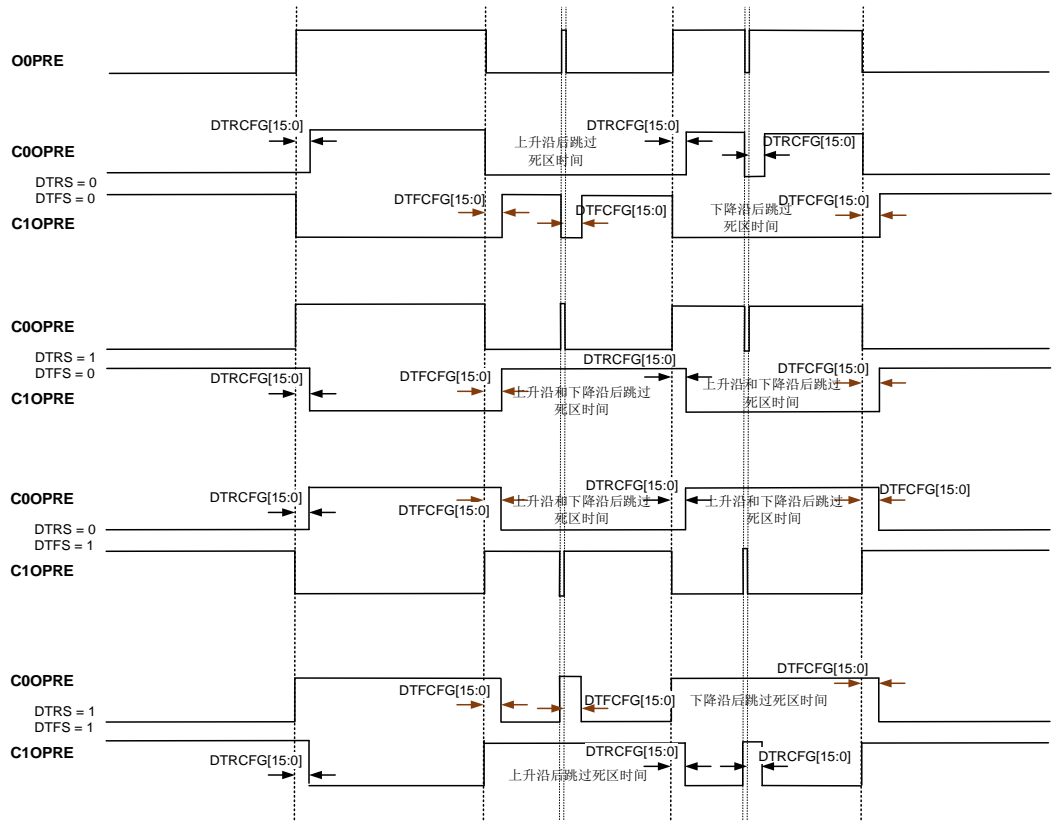 O0PRE
DTRCFG[15:0]
上升沿后跳过
死区时间
DTRCFG[15:0]
DTRCFG[15:0]
C0OPRE
DTRS = 0
DTFS = 0
C1OPRE
DTFCFG[15:0]
DTFCFG[15:0]
下降沿后跳过
死区时间
DTFCFG[15:0]
C0OPRE
DTRS = 1
DTFS = 0
C1OPRE
DTRCFG[15:0]
DTFCFG[15:0]
上升沿和下降沿后跳过
死区时间
DTRCFG[15:0]
上升沿和下降沿后跳过
死区时间
DTFCFG[15:0]
C0OPRE
DTRS = 0
DTFS = 1
C1OPRE
DTRCFG[15:0]
DTFCFG[15:0]
上升沿和下降沿后跳过
死区时间
DTRCFG[15:0]
上升沿和下降沿后跳过
死区时间
DTFCFG[15:0]
C0OPRE
DTRS = 1
DTFS = 1
C1OPRE
DTFCFG[15:0]
DTFCFG[15:0]
下降沿后跳过死区时间
DTFCFG[15:0]
DTRCFG[15:0]
上升沿后跳过死区时间
DTRCFG[15:0]
DTRCFG[15:0]